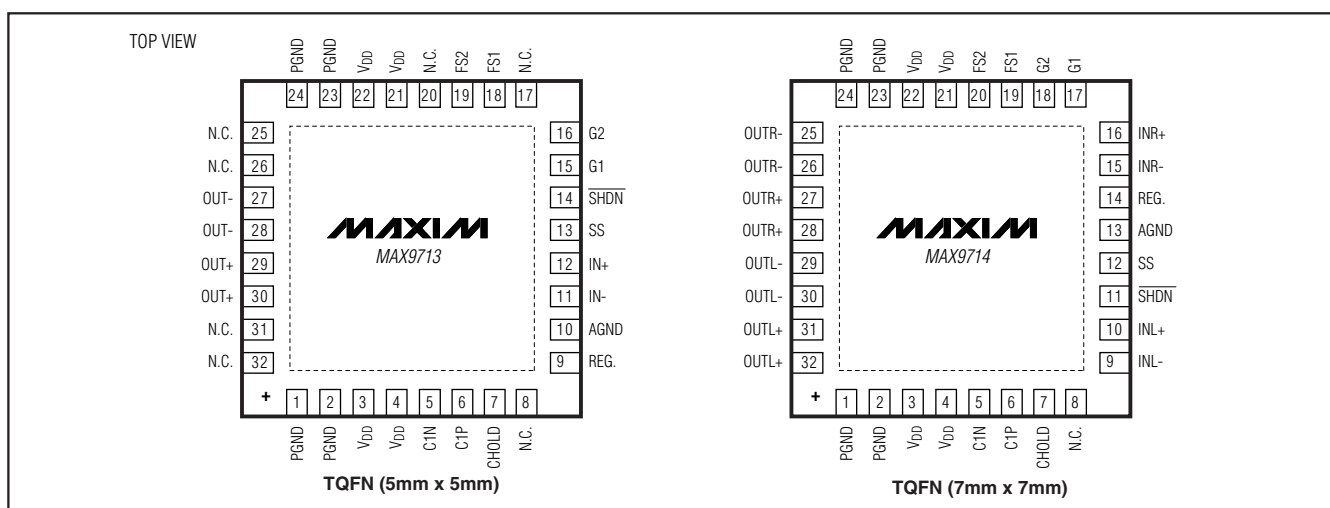 TOP VIEW
PGND PGND VDD VDD N.C. FS2 FS1 N.C.
24 23 22 21 20 19 18 17
N.C. 25 16 G2
N.C. 26 15 G1
OUT- 27 14 SHDN
OUT- 28 13 SS
OUT+ 29 12 IN+
OUT+ 30 11 IN-
N.C. 31 10 AGND
N.C. 32 9 REG.
MAXIM
MAX9713
+ 1 2 3 4 5 6 7 8
PGND PGND VDD VDD C1N C1P CHOLD N.C.
TQFN (5mm x 5mm)
PGND PGND VDD VDD FS2 FS1 G2 G1
24 23 22 21 20 19 18 17
OUTR- 25 16 INR+
OUTR- 26 15 INR-
OUTR+ 27 14 REG.
OUTR+ 28 13 AGND
OUTL- 29 12 SS
OUTL- 30 11 SHDN
OUTL+ 31 10 INL+
OUTL+ 32 9 INL-
MAXIM
MAX9714
+ 1 2 3 4 5 6 7 8
PGND PGND VDD VDD C1N C1P CHOLD N.C.
TQFN (7mm x 7mm)